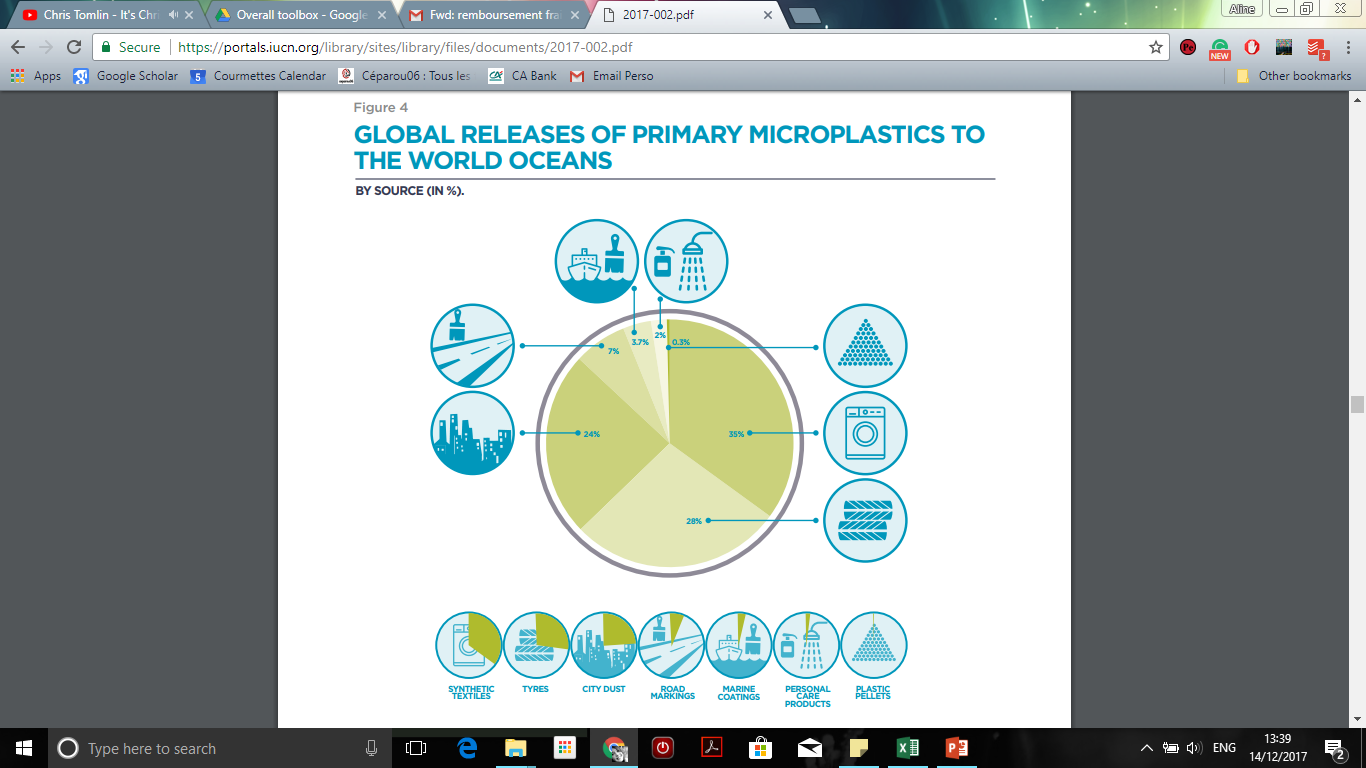 Chris Tomlin - It's Chri
Overall toolbox - Google
Fwd: remboursement fra
2017-002.pdf
Aline
Secure
https://portals.iucn.org/library/sites/library/files/documents/2017-002.pdf
Pe
NEW
?
Apps
Google Scholar
5
Courmettes Calendar
Céparou06 : Tous les
CA
CA Bank
Email Perso
Other bookmarks
Figure 4
GLOBAL RELEASES OF PRIMARY MICROPLASTICS TO
THE WORLD OCEANS
BY SOURCE (IN %).
2%
3.7%
0.3%
7%
24%
35%
28%
SYNTHETIC
TEXTILES
TYRES
CITY DUST
ROAD
MARKINGS
MARINE
COATINGS
PERSONAL
CARE
PRODUCTS
PLASTIC
PELLETS
Type here to search
ENG
13:39
14/12/2017
2